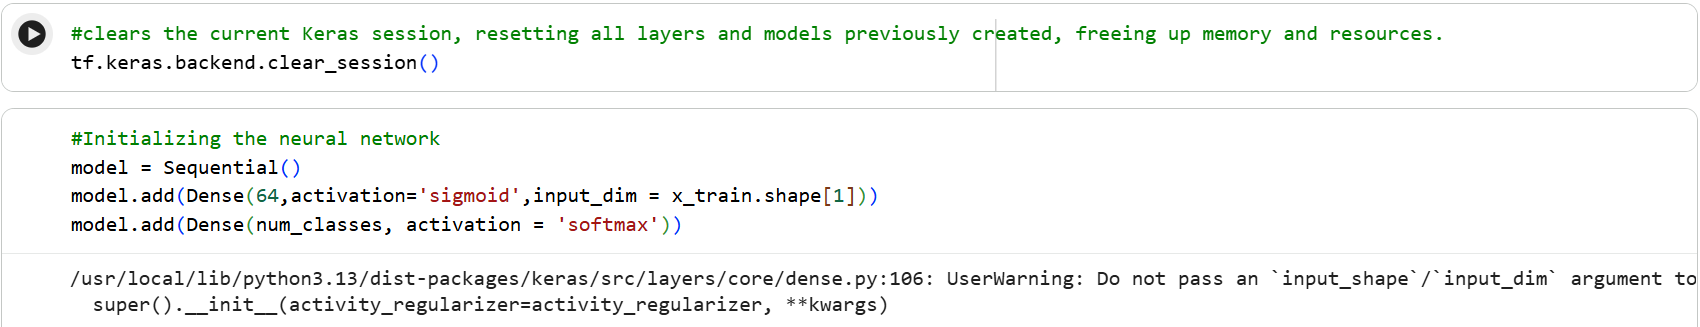 #clears the current Keras session, resetting all layers and models previously created, freeing up memory and resources.
tf.keras.backend.clear_session()
#Initializing the neural network
model = Sequential()
model.add(Dense(64,activation='sigmoid',input_dim = x_train.shape[1]))
model.add(Dense(num_classes, activation = 'softmax'))
/usr/local/lib/python3.13/dist-packages/keras/src/layers/core/dense.py:106: UserWarning: Do not pass an `input_shape`/`input_dim` argument to
  super().__init__(activity_regularizer=activity_regularizer, **kwargs)